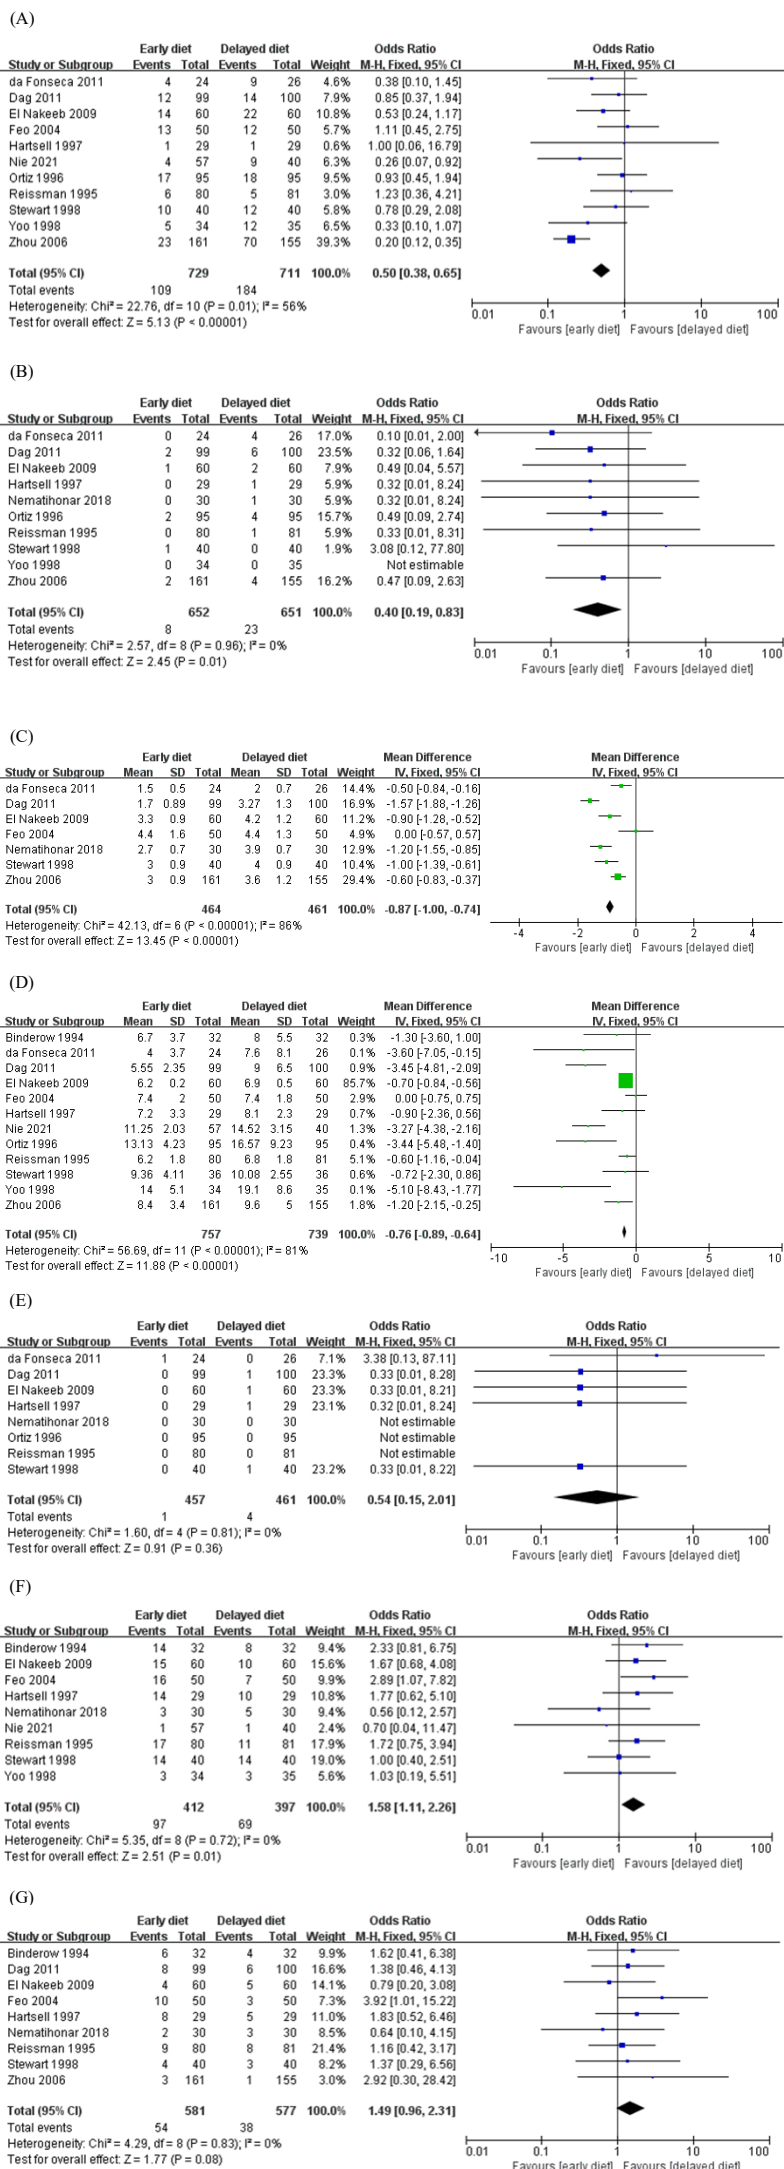 (A)
Early diet Delayed diet Odds Ratio Odds Ratio
Study or Subgroup Events Total Events Total Weight M-H, Fixed, 95% CI M-H, Fixed, 95% CI
da Fonseca 2011 4 24 9 26 4.6% 0.38 [0.10, 1.45]
Dag 2011 12 99 14 100 7.9% 0.85 [0.37, 1.94]
El Nakeeb 2009 14 60 22 60 10.8% 0.53 [0.24, 1.17]
Feo 2004 13 50 12 50 5.7% 1.11 [0.45, 2.75]
Hartsell 1997 1 29 1 29 0.6% 1.00 [0.06, 16.79]
Nie 2021 4 57 9 40 6.3% 0.26 [0.07, 0.92]
Ortiz 1996 17 95 18 95 9.5% 0.93 [0.45, 1.94]
Reissman 1995 6 80 5 81 3.0% 1.23 [0.36, 4.21]
Stewart 1998 10 40 12 40 5.8% 0.78 [0.29, 2.08]
Yoo 1998 5 34 12 35 6.5% 0.33 [0.10, 1.07]
Zhou 2006 23 161 70 155 39.3% 0.20 [0.12, 0.35]
Total (95% CI) 729 711 100.0% 0.50 [0.38, 0.65]
Total events 109 184
Heterogeneity: Chi² = 22.76, df = 10 (P = 0.01); I² = 56%
Test for overall effect: Z = 5.13 (P < 0.00001)
0.01 0.1 1 10 100
Favours [early diet] Favours [delayed diet]
(B)
Early diet Delayed diet Odds Ratio Odds Ratio
Study or Subgroup Events Total Events Total Weight M-H, Fixed, 95% CI M-H, Fixed, 95% CI
da Fonseca 2011 0 24 4 26 17.0% 0.10 [0.01, 2.00]
Dag 2011 2 99 6 100 23.5% 0.32 [0.06, 1.64]
El Nakeeb 2009 1 60 2 60 7.9% 0.49 [0.04, 5.57]
Hartsell 1997 0 29 1 29 5.9% 0.32 [0.01, 8.24]
Nematihonar 2018 0 30 1 30 5.9% 0.32 [0.01, 8.24]
Ortiz 1996 2 95 4 95 15.7% 0.49 [0.09, 2.74]
Reissman 1995 0 80 1 81 5.9% 0.33 [0.01, 8.31]
Stewart 1998 1 40 0 40 1.9% 3.08 [0.12, 77.80]
Yoo 1998 0 34 0 35 Not estimable
Zhou 2006 2 161 4 155 16.2% 0.47 [0.09, 2.63]
Total (95% CI) 652 651 100.0% 0.40 [0.19, 0.83]
Total events 8 23
Heterogeneity: Chi² = 2.57, df = 8 (P = 0.96); I² = 0%
Test for overall effect: Z = 2.45 (P = 0.01)
0.01 0.1 1 10 100
Favours [early diet] Favours [delayed diet]
(C)
Early diet Delayed diet Mean Difference Mean Difference
Study or Subgroup Mean SD Total Mean SD Total Weight IV, Fixed, 95% CI IV, Fixed, 95% CI
da Fonseca 2011 1.5 0.5 24 2 0.7 26 14.4% -0.50 [-0.84, -0.16]
Dag 2011 1.7 0.89 99 3.27 1.3 100 16.9% -1.57 [-1.88, -1.26]
El Nakeeb 2009 3.3 0.9 60 4.2 1.2 60 11.2% -0.90 [-1.28, -0.52]
Feo 2004 4.4 1.6 50 4.4 1.3 50 4.9% 0.00 [-0.57, 0.57]
Nematihonar 2018 2.7 0.7 30 3.9 0.7 30 12.9% -1.20 [-1.55, -0.85]
Stewart 1998 3 0.9 40 4 0.9 40 10.2% -1.00 [-1.39, -0.61]
Zhou 2006 3 0.9 161 3.6 1.2 155 29.4% -0.60 [-0.83, -0.37]
Total (95% CI) 464 461 100.0% -0.87 [-1.00, -0.74]
Heterogeneity: Chi² = 42.13, df = 6 (P < 0.00001); I² = 86%
Test for overall effect: Z = 13.45 (P < 0.00001)
-4 -2 0 2 4
Favours [early diet] Favours [delayed diet]
(D)
Early diet Delayed diet Mean Difference Mean Difference
Study or Subgroup Mean SD Total Mean SD Total Weight IV, Fixed, 95% CI IV, Fixed, 95% CI
Binderow 1994 6.7 3.7 32 8 5.5 32 0.3% -1.30 [-3.60, 1.00]
da Fonseca 2011 4 3.7 24 7.6 8.1 26 0.1% -3.60 [-7.05, -0.15]
Dag 2011 5.55 2.35 99 9 6.5 100 0.9% -3.45 [-4.81, -2.09]
El Nakeeb 2009 6.2 0.2 60 6.9 0.5 60 85.7% -0.70 [-0.84, -0.56]
Feo 2004 7.4 2 50 7.4 1.8 50 2.9% 0.00 [-0.75, 0.75]
Hartsell 1997 7.2 3.3 29 8.1 2.3 29 0.7% -0.90 [-2.36, 0.56]
Nie 2021 11.25 2.03 57 14.52 3.15 40 1.3% -3.27 [-4.38, -2.16]
Ortiz 1996 13.13 4.23 95 16.57 9.23 95 0.4% -3.44 [-5.48, -1.40]
Reissman 1995 6.2 1.8 80 6.8 1.8 81 5.1% -0.60 [-1.16, -0.04]
Stewart 1998 9.36 4.11 36 10.08 2.55 36 0.6% -0.72 [-2.30, 0.86]
Yoo 1998 14 5.1 34 19.1 8.6 35 0.1% -5.10 [-8.43, -1.77]
Zhou 2006 8.4 3.4 161 9.6 5 155 1.8% -1.20 [-2.15, -0.25]
Total (95% CI) 757 739 100.0% -0.76 [-0.89, -0.64]
Heterogeneity: Chi² = 56.69, df = 11 (P < 0.00001); I² = 81%
Test for overall effect: Z = 11.88 (P < 0.00001)
-10 -5 0 5 10
Favours [early diet] Favours [delayed diet]
(E)
Early diet Delayed diet Odds Ratio Odds Ratio
Study or Subgroup Events Total Events Total Weight M-H, Fixed, 95% CI M-H, Fixed, 95% CI
da Fonseca 2011 1 24 0 26 7.1% 3.38 [0.13, 87.11]
Dag 2011 0 99 1 100 23.3% 0.33 [0.01, 8.28]
El Nakeeb 2009 0 60 1 60 23.3% 0.33 [0.01, 8.21]
Hartsell 1997 0 29 1 29 23.1% 0.32 [0.01, 8.24]
Nematihonar 2018 0 30 0 30 Not estimable
Ortiz 1996 0 95 0 95 Not estimable
Reissman 1995 0 80 0 81 Not estimable
Stewart 1998 0 40 1 40 23.2% 0.33 [0.01, 8.22]
Total (95% CI) 457 461 100.0% 0.54 [0.15, 2.01]
Total events 1 4
Heterogeneity: Chi² = 1.60, df = 4 (P = 0.81); I² = 0%
Test for overall effect: Z = 0.91 (P = 0.36)
0.01 0.1 1 10 100
Favours [early diet] Favours [delayed diet]
(F)
Early diet Delayed diet Odds Ratio Odds Ratio
Study or Subgroup Events Total Events Total Weight M-H, Fixed, 95% CI M-H, Fixed, 95% CI
Binderow 1994 14 32 8 32 9.4% 2.33 [0.81, 6.75]
El Nakeeb 2009 15 60 10 60 15.6% 1.67 [0.68, 4.08]
Feo 2004 16 50 7 50 9.9% 2.89 [1.07, 7.82]
Hartsell 1997 14 29 10 29 10.8% 1.77 [0.62, 5.10]
Nematihonar 2018 3 30 5 30 9.4% 0.56 [0.12, 2.57]
Nie 2021 1 57 1 40 2.4% 0.70 [0.04, 11.47]
Reissman 1995 17 80 11 81 17.9% 1.72 [0.75, 3.94]
Stewart 1998 14 40 14 40 19.0% 1.00 [0.40, 2.51]
Yoo 1998 3 34 3 35 5.6% 1.03 [0.19, 5.51]
Total (95% CI) 412 397 100.0% 1.58 [1.11, 2.26]
Total events 97 69
Heterogeneity: Chi² = 5.35, df = 8 (P = 0.72); I² = 0%
Test for overall effect: Z = 2.51 (P = 0.01)
0.01 0.1 1 10 100
Favours [early diet] Favours [delayed diet]
(G)
Early diet Delayed diet Odds Ratio Odds Ratio
Study or Subgroup Events Total Events Total Weight M-H, Fixed, 95% CI M-H, Fixed, 95% CI
Binderow 1994 6 32 4 32 9.9% 1.62 [0.41, 6.38]
Dag 2011 8 99 6 100 16.6% 1.38 [0.46, 4.13]
El Nakeeb 2009 4 60 5 60 14.1% 0.79 [0.20, 3.08]
Feo 2004 10 50 3 50 7.3% 3.92 [1.01, 15.22]
Hartsell 1997 8 29 5 29 11.0% 1.83 [0.52, 6.46]
Nematihonar 2018 2 30 3 30 8.5% 0.64 [0.10, 4.15]
Reissman 1995 9 80 8 81 21.4% 1.16 [0.42, 3.17]
Stewart 1998 4 40 3 40 8.2% 1.37 [0.29, 6.56]
Zhou 2006 3 161 1 155 3.0% 2.92 [0.30, 28.42]
Total (95% CI) 581 577 100.0% 1.49 [0.96, 2.31]
Total events 54 38
Heterogeneity: Chi² = 4.29, df = 8 (P = 0.83); I² = 0%
Test for overall effect: Z = 1.77 (P = 0.08)
0.01 0.1 1 10 100
Favours [early diet] Favours [delayed diet]